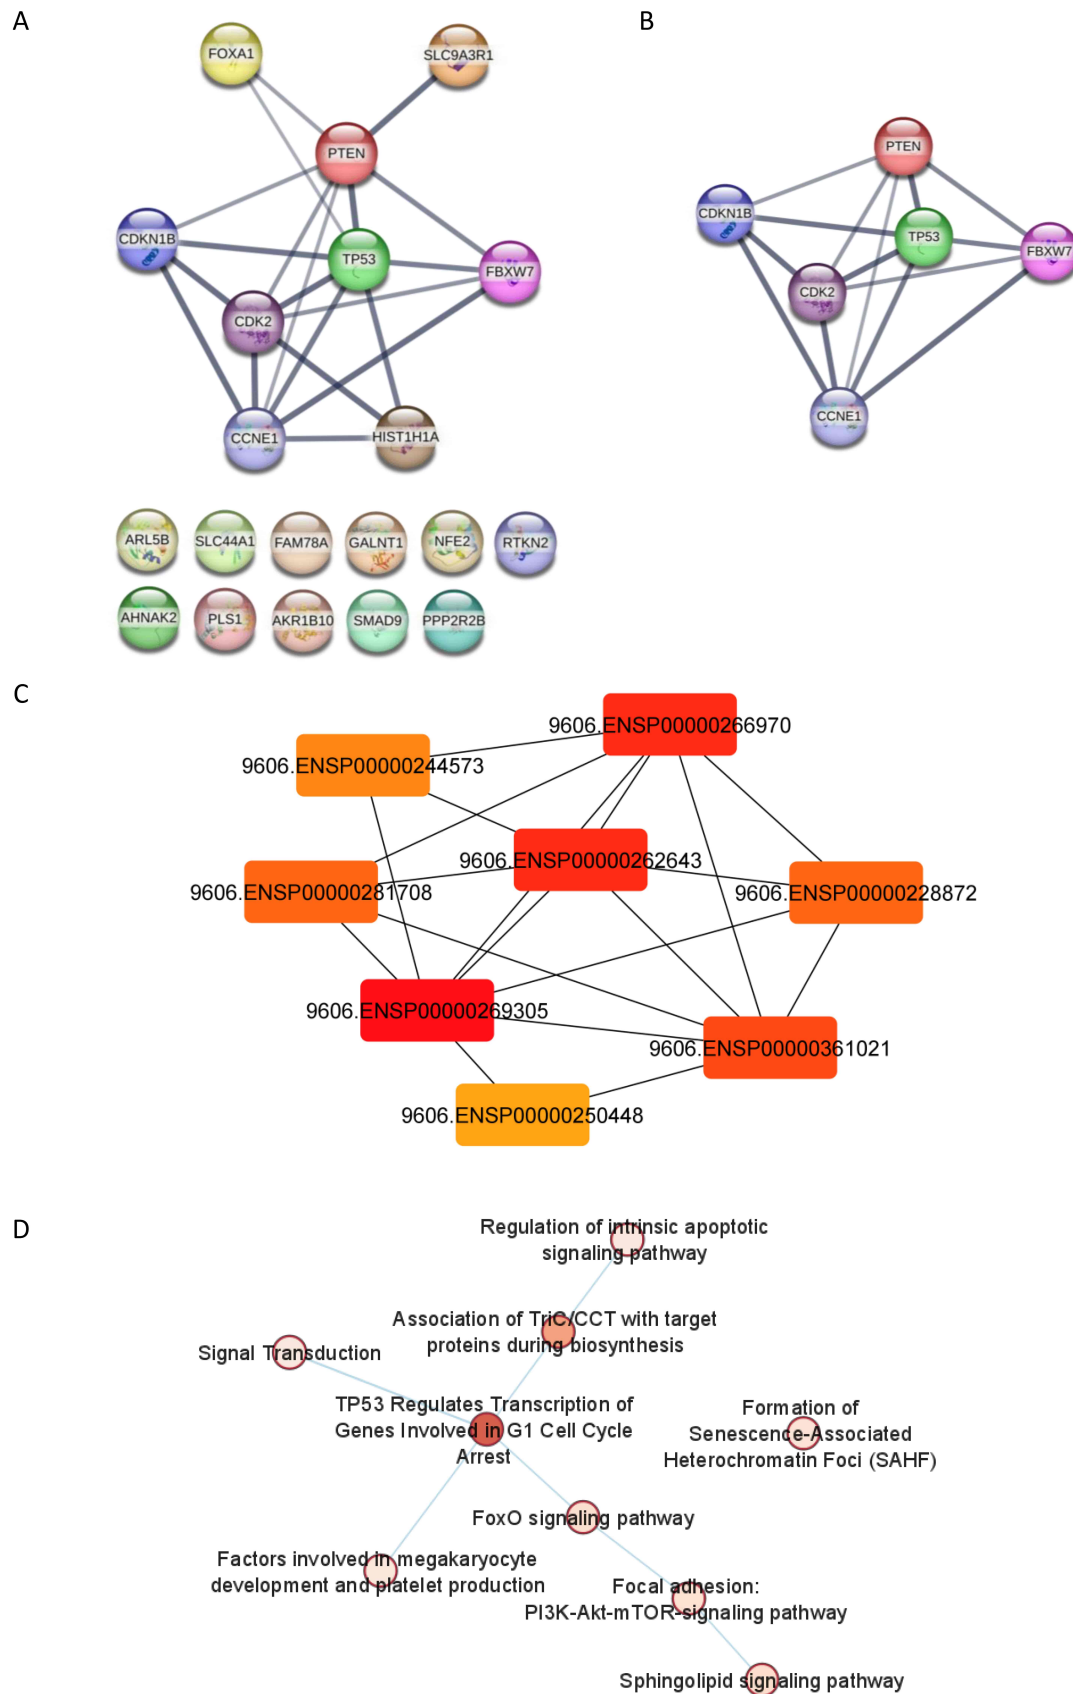 A
B
FOXA1
SLC9A3R1
PTEN
CDKN1B
TP53
FBXW7
CDK2
CCNE1
HIST1H1A
PTEN
CDKN1B
TP53
FBXW7
CDK2
CCNE1
ARL5B
SLC44A1
FAM78A
GALNT1
NFE2
RTKN2
AHNAK2
PLS1
AKR1B10
SMAD9
PPP2R2B
C
9606.ENSP00000266970
9606.ENSP00000244573
9606.ENSP00000262643
9606.ENSP00000281708
9606.ENSP00000228872
9606.ENSP00000269305
9606.ENSP00000361021
9606.ENSP00000250448
D
Regulation of intrinsic apoptotic
signaling pathway
Association of TriC/CCT with target
proteins during biosynthesis
Signal Transduction
TP53 Regulates Transcription of
Genes Involved in G1 Cell Cycle
Arrest
Formation of
Senescence-Associated
Heterochromatin Foci (SAHF)
FoxO signaling pathway
Factors involved in megakaryocyte
development and platelet production
Focal adhesion:
PI3K-Akt-mTOR-signaling pathway
Sphingolipid signaling pathway